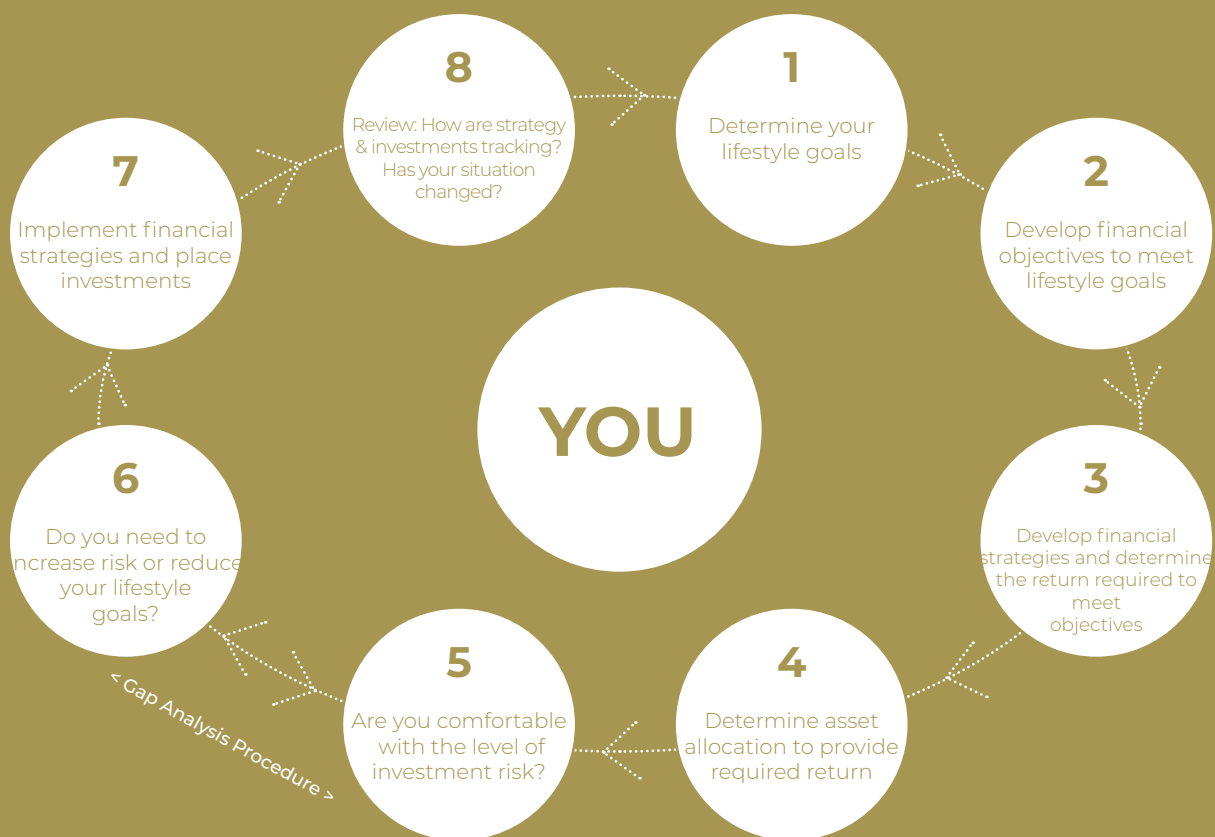 1
Determine your
lifestyle goals
2
Develop financial
objectives to meet
lifestyle goals
3
Develop financial
strategies and determine
the return required to
meet
objectives
4
Determine asset
allocation to provide
required return
5
Are you comfortable
with the level of
investment risk?
< Gap Analysis Procedure >
6
Do you need to
increase risk or reduce
your lifestyle
goals?
7
Implement financial
strategies and place
investments
8
Review: How are strategy
& investments tracking?
Has your situation
changed?
YOU